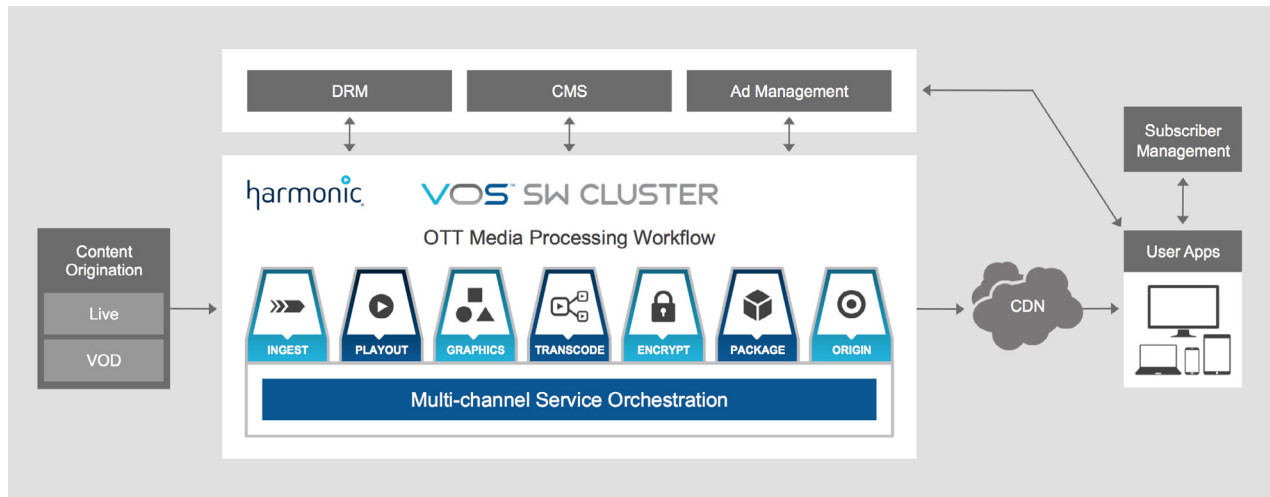 DRM
CMS
Ad Management
Subscriber
Management
harmonic
VOS™ SW CLUSTER
OTT Media Processing Workflow
Content
Origination
Live
VOD
INGEST
PLAYOUT
GRAPHICS
TRANSCODE
ENCRYPT
PACKAGE
ORIGIN
Multi-channel Service Orchestration
CDN
User Apps